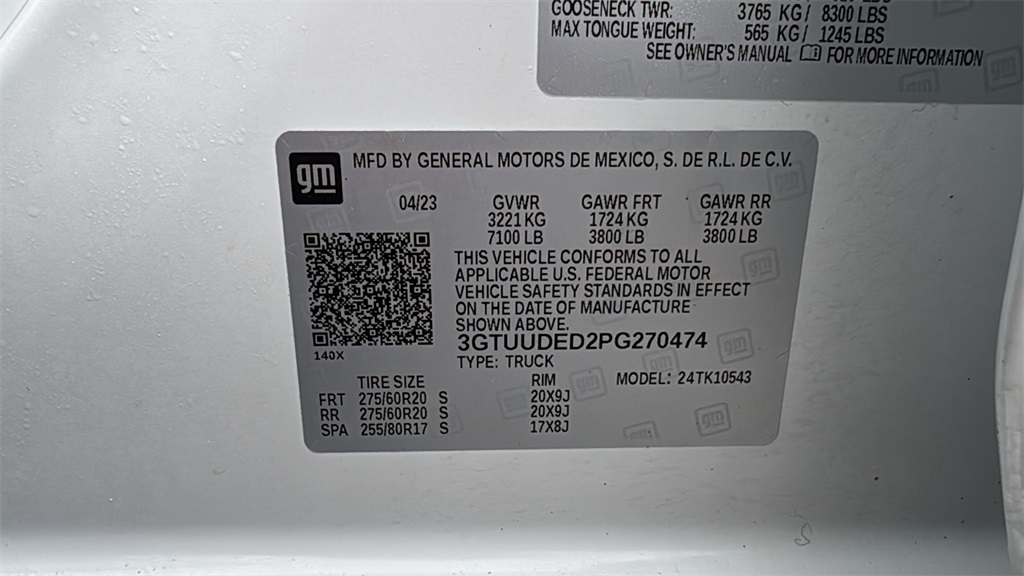 GOOSENECK TWR: 3765 KG/ 8300 LBS
MAX TONGUE WEIGHT: 565 KG/ 1245 LBS
SEE OWNER'S MANUAL FOR MORE INFORMATION
gm MFD BY GENERAL MOTORS DE MEXICO, S. DE R.L. DE C.V.
04/23 GVWR GAWR FRT GAWR RR
3221 KG 1724 KG 1724 KG
7100 LB 3800 LB 3800 LB
THIS VEHICLE CONFORMS TO ALL
APPLICABLE U.S. FEDERAL MOTOR
VEHICLE SAFETY STANDARDS IN EFFECT
ON THE DATE OF MANUFACTURE
SHOWN ABOVE.
3GTUUDED2PG270474
140X
TYPE: TRUCK
TIRE SIZE RIM MODEL: 24TK10543
FRT 275/60R20 S 20X9J
RR 275/60R20 S 20X9J
SPA 255/80R17 S 17X8J